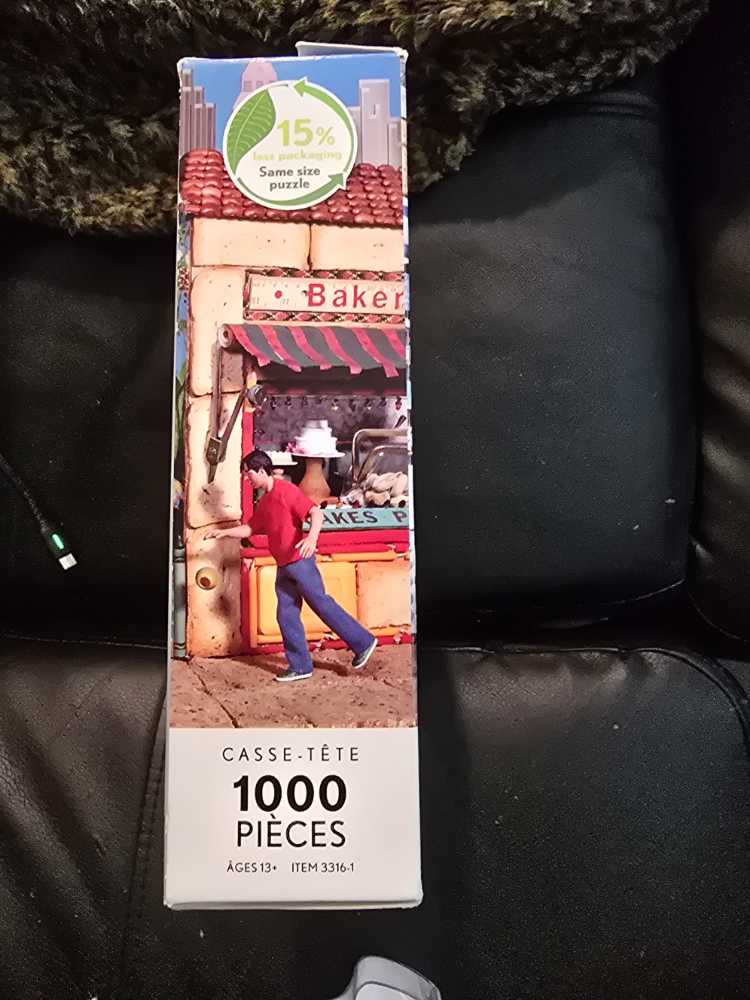 15%
less packaging
Same size
puzzle
Baker
AKES P
CASSE-TÊTE
1000
PIÈCES
ÂGES 13+ ITEM 3316-1